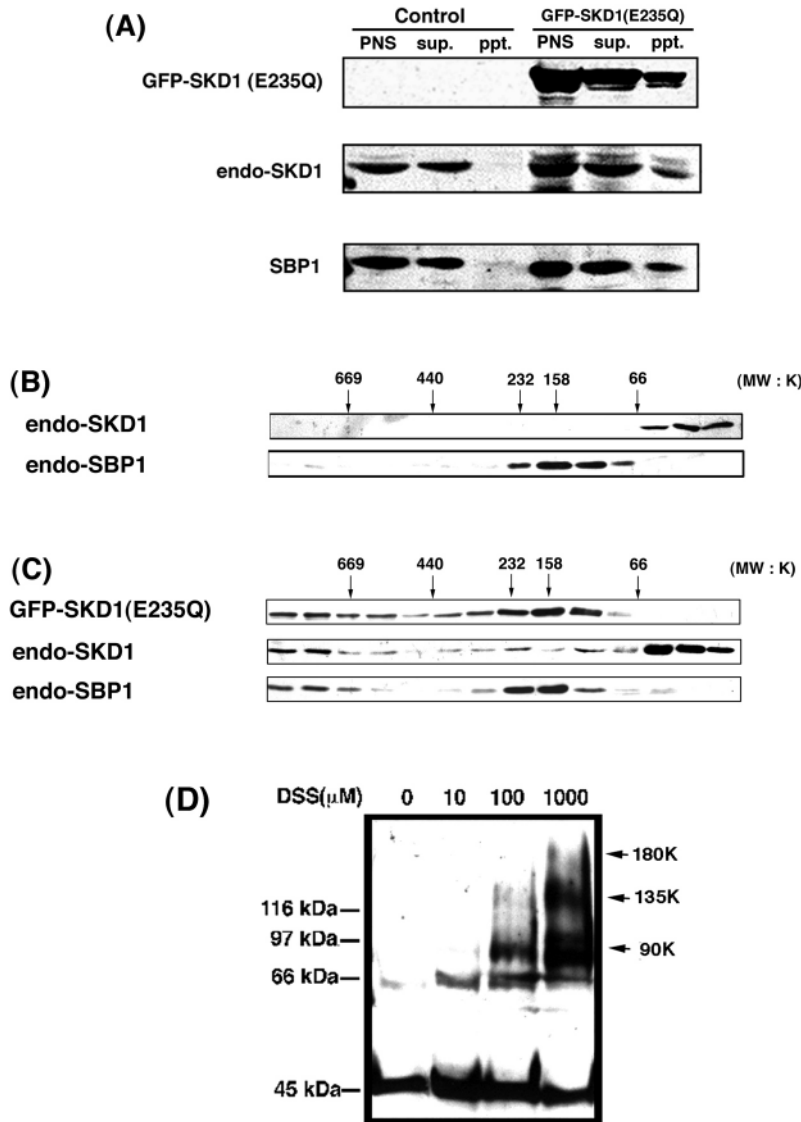 (A)
Control GFP-SKD1(E235Q)
PNS sup. ppt. PNS sup. ppt.
GFP-SKD1 (E235Q)
endo-SKD1
SBP1
(B)
669 440 232 158 66 (MW : K)
endo-SKD1
endo-SBP1
(C)
669 440 232 158 66 (MW : K)
GFP-SKD1(E235Q)
endo-SKD1
endo-SBP1
(D)
DSS(μM) 0 10 100 1000
180K
135K
116 kDa
97 kDa
90K
66 kDa
45 kDa